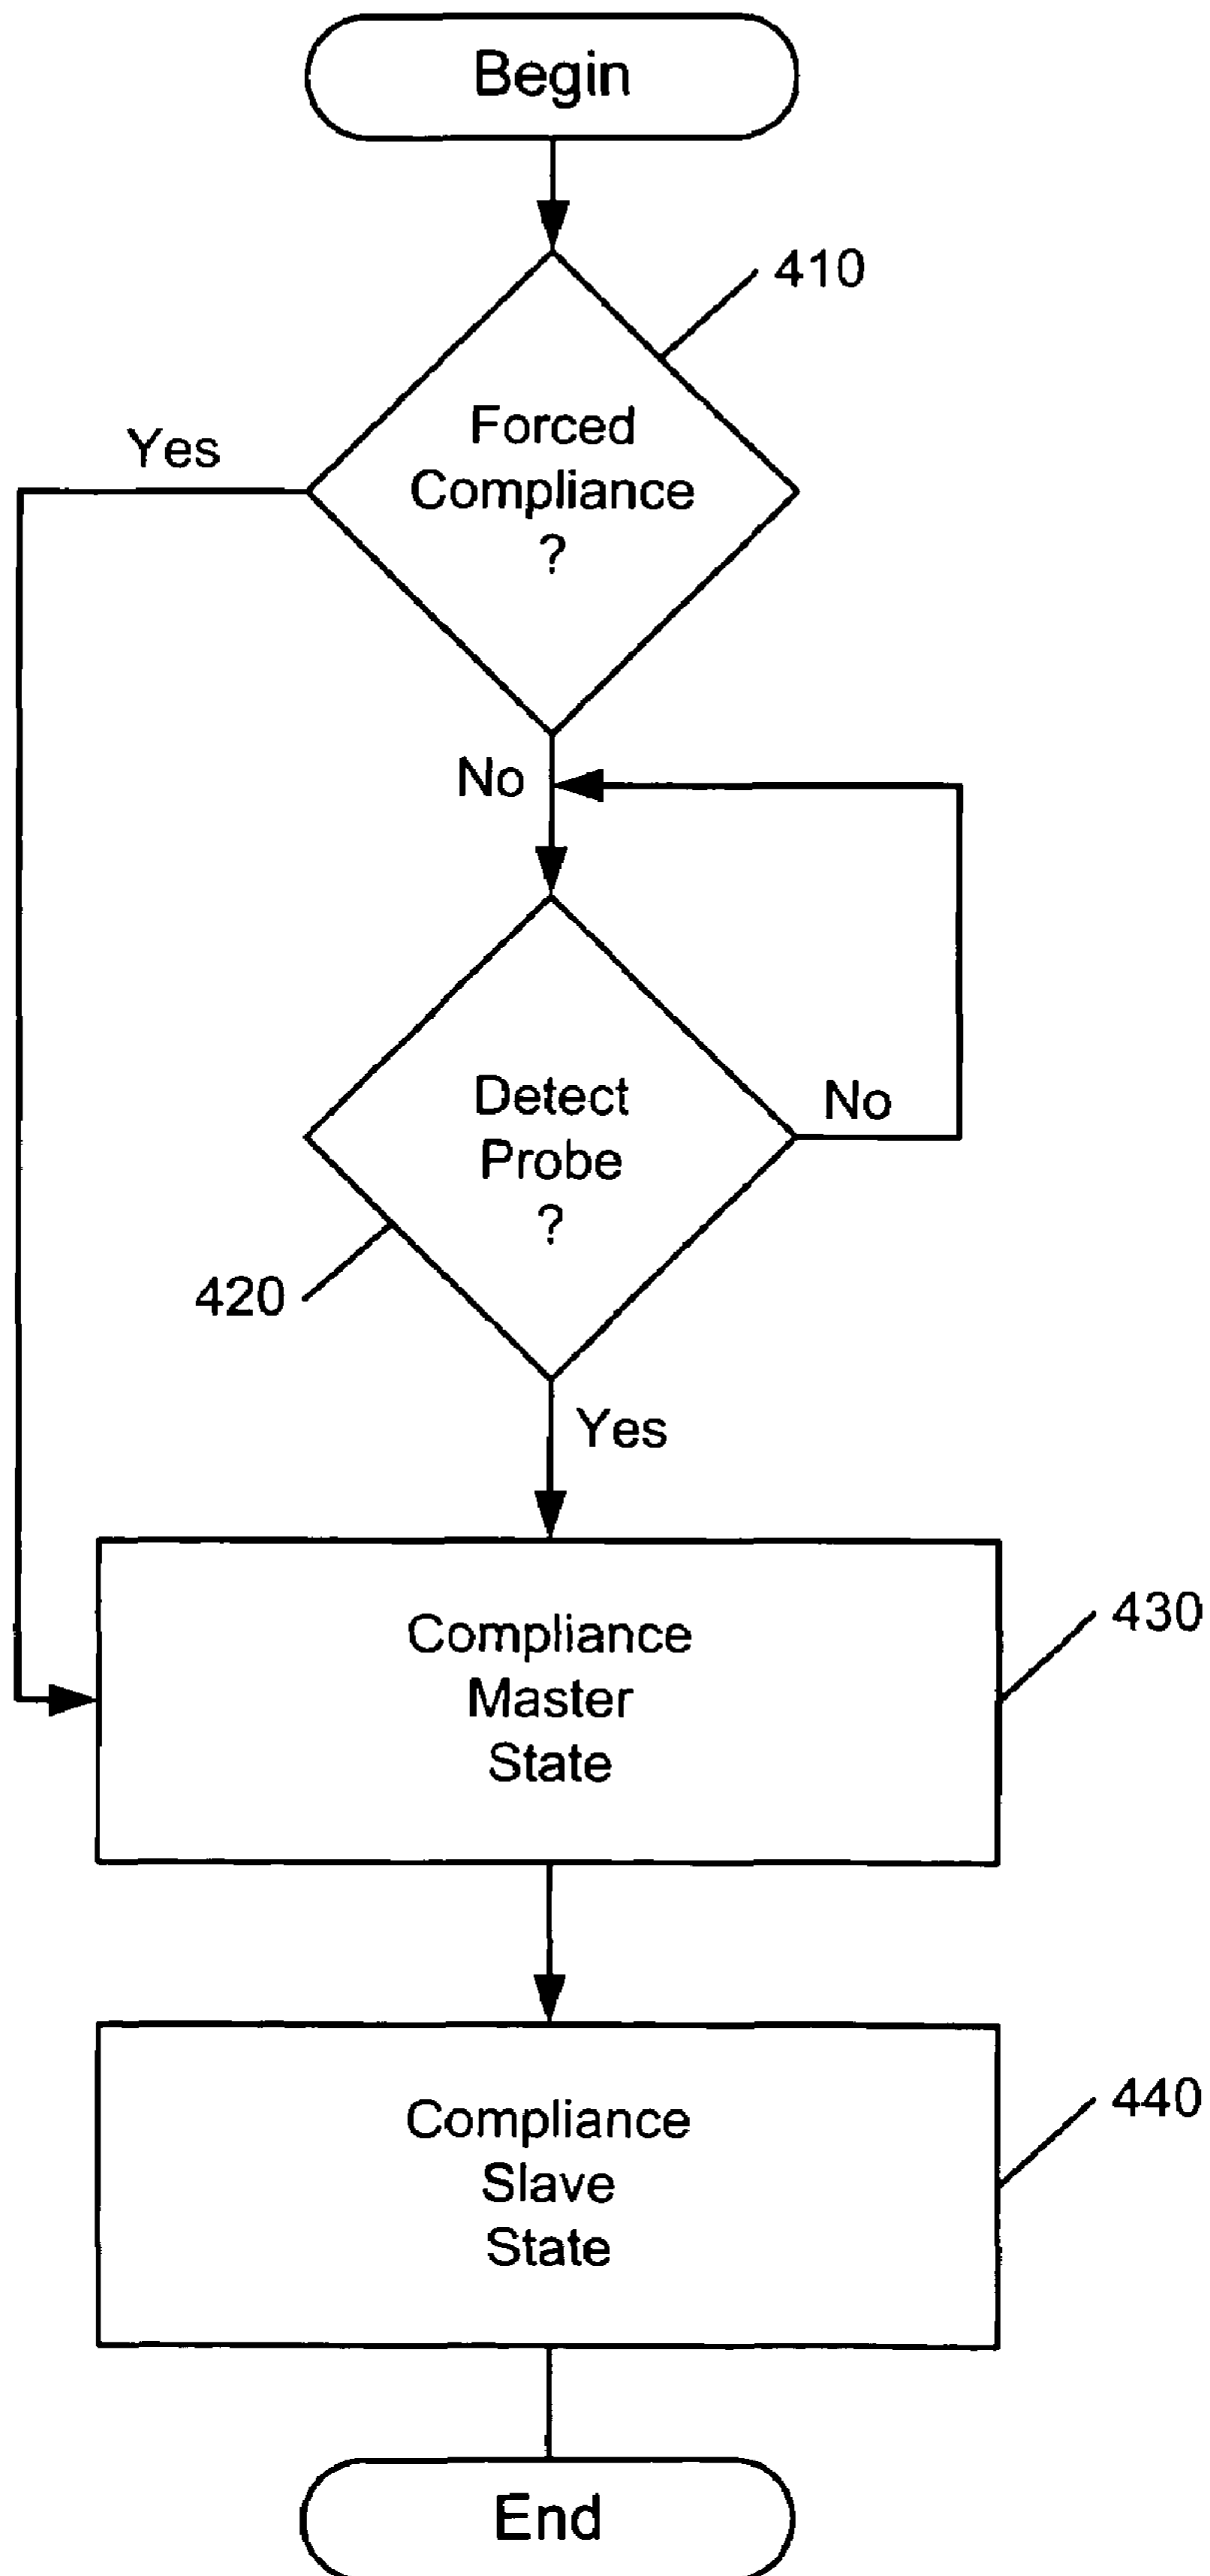 Begin
410
Forced
Compliance
?
Yes
No
Detect
Probe
?
No
420
Yes
Compliance
Master
State
430
Compliance
Slave
State
440
End